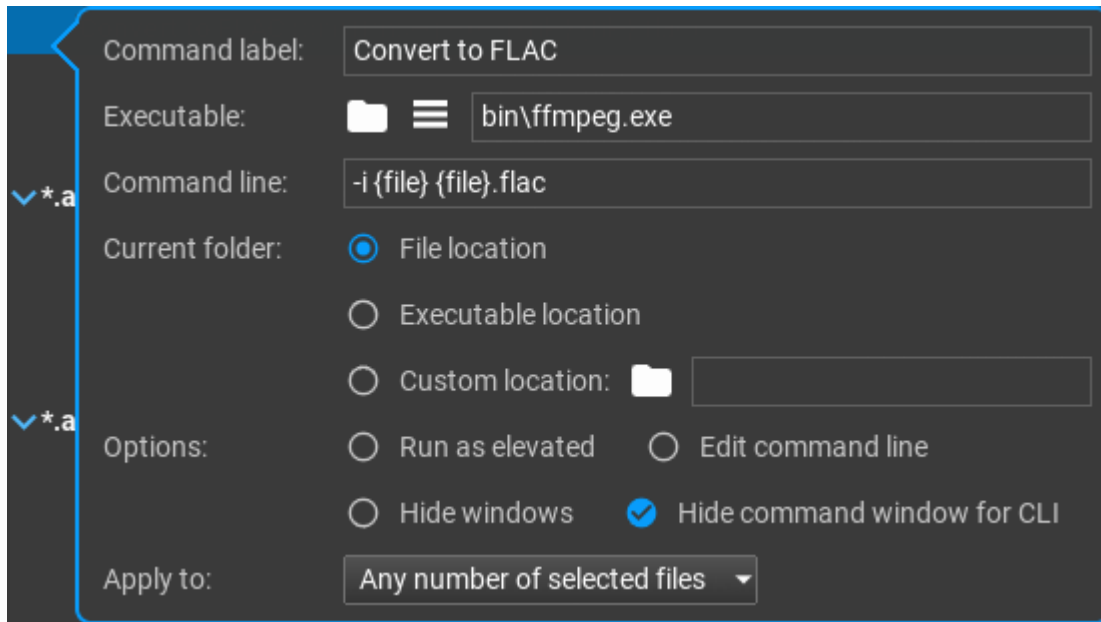 Command label: Convert to FLAC
Executable: bin\ffmpeg.exe
*.a
Command line: -i {file} {file}.flac
Current folder: File location
Executable location
Custom location:
*.a
Options: Run as elevated Edit command line
Hide windows Hide command window for CLI
Apply to: Any number of selected files